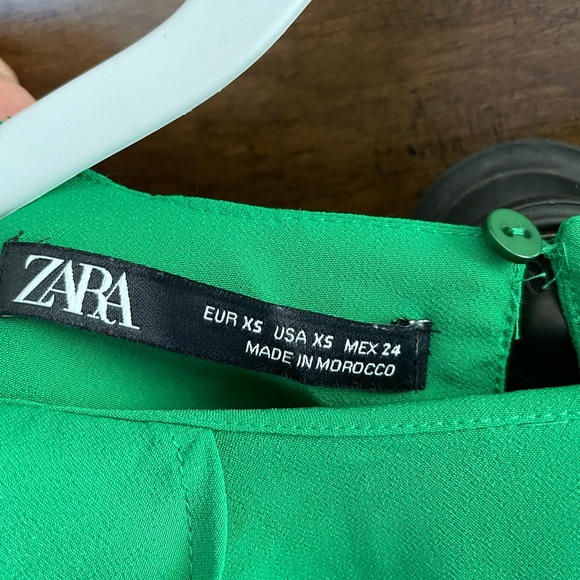 ZARA
EUR XS USA XS MEX 24
MADE IN MOROCCO